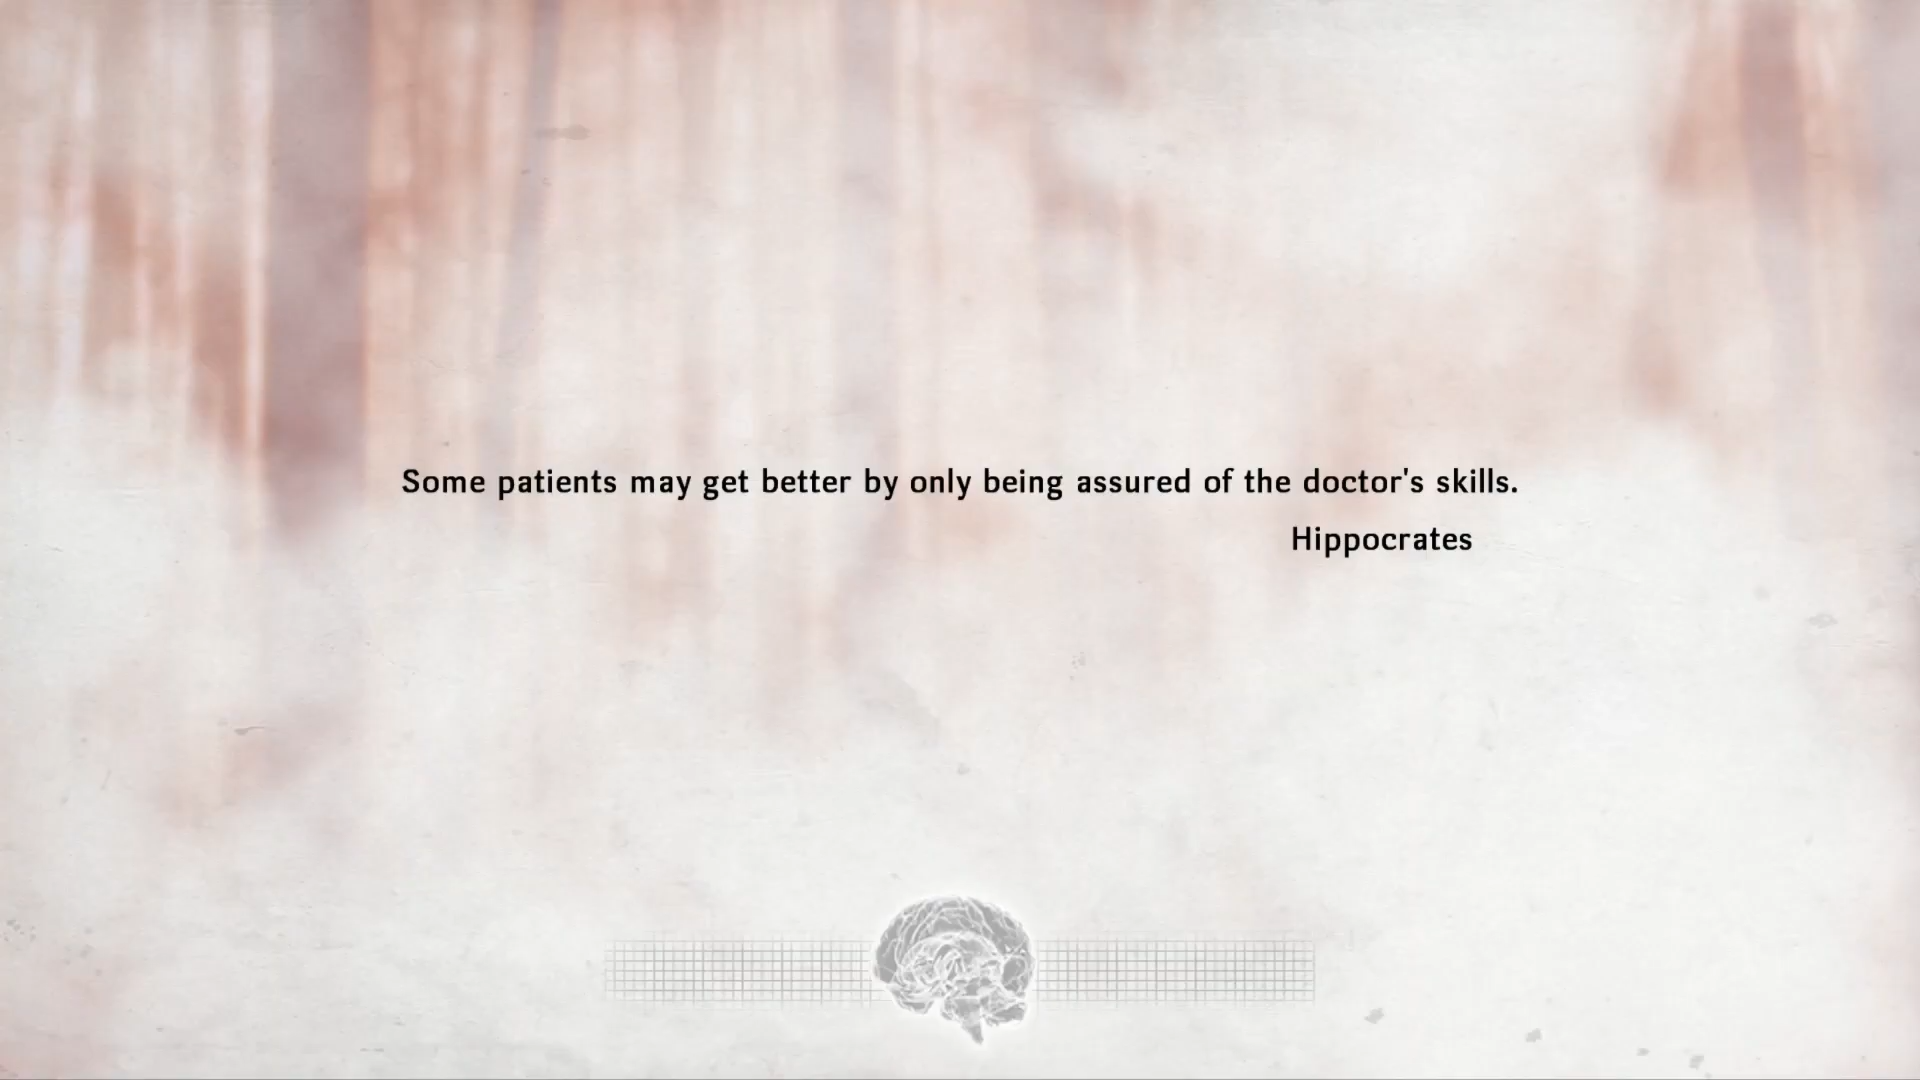 Some patients may get better by only being assured of the doctor's skills.
Hippocrates